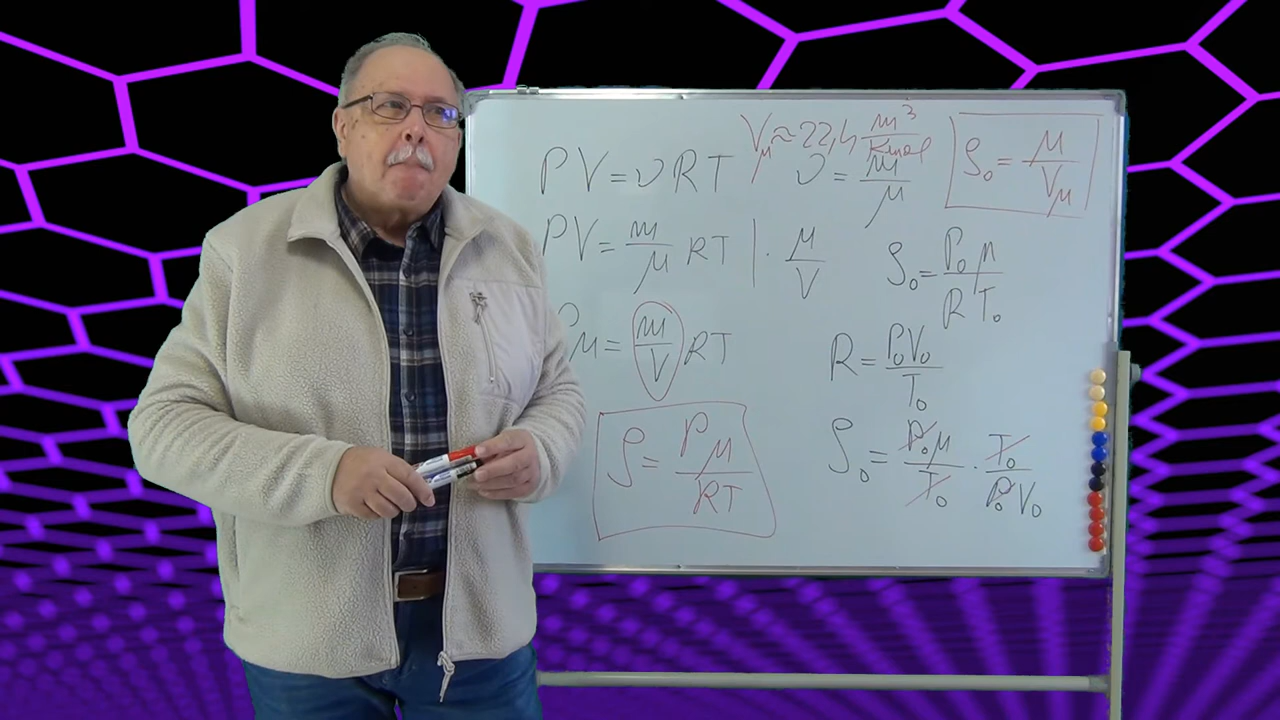 V_μ ≈ 22,4 m³/Kmol
PV = νRT
ν = m/μ
ρ₀ = μ/V_μ
PV = m/μ RT | · μ/V
ρ₀ = P₀μ/RT₀
Pμ = m/V RT
R = P₀V₀/T₀
ρ = Pμ/RT
ρ₀ = P₀μ/T₀ · T₀/P₀V₀